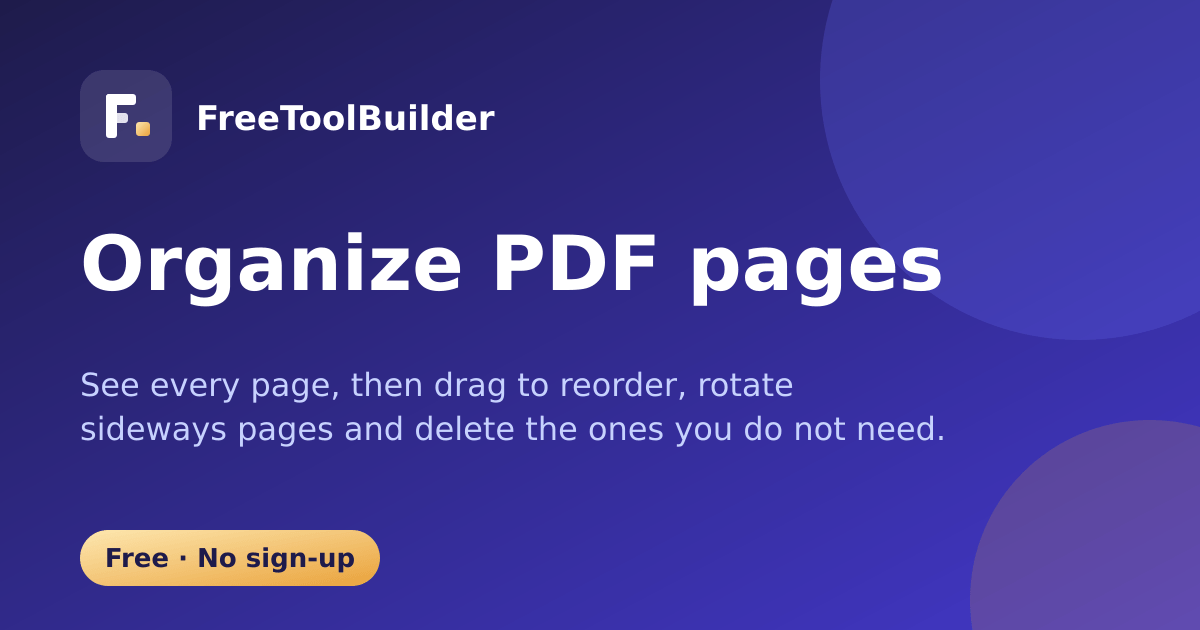 F.
FreeToolBuilder
Organize PDF pages
See every page, then drag to reorder, rotate
sideways pages and delete the ones you do not need.
Free · No sign-up